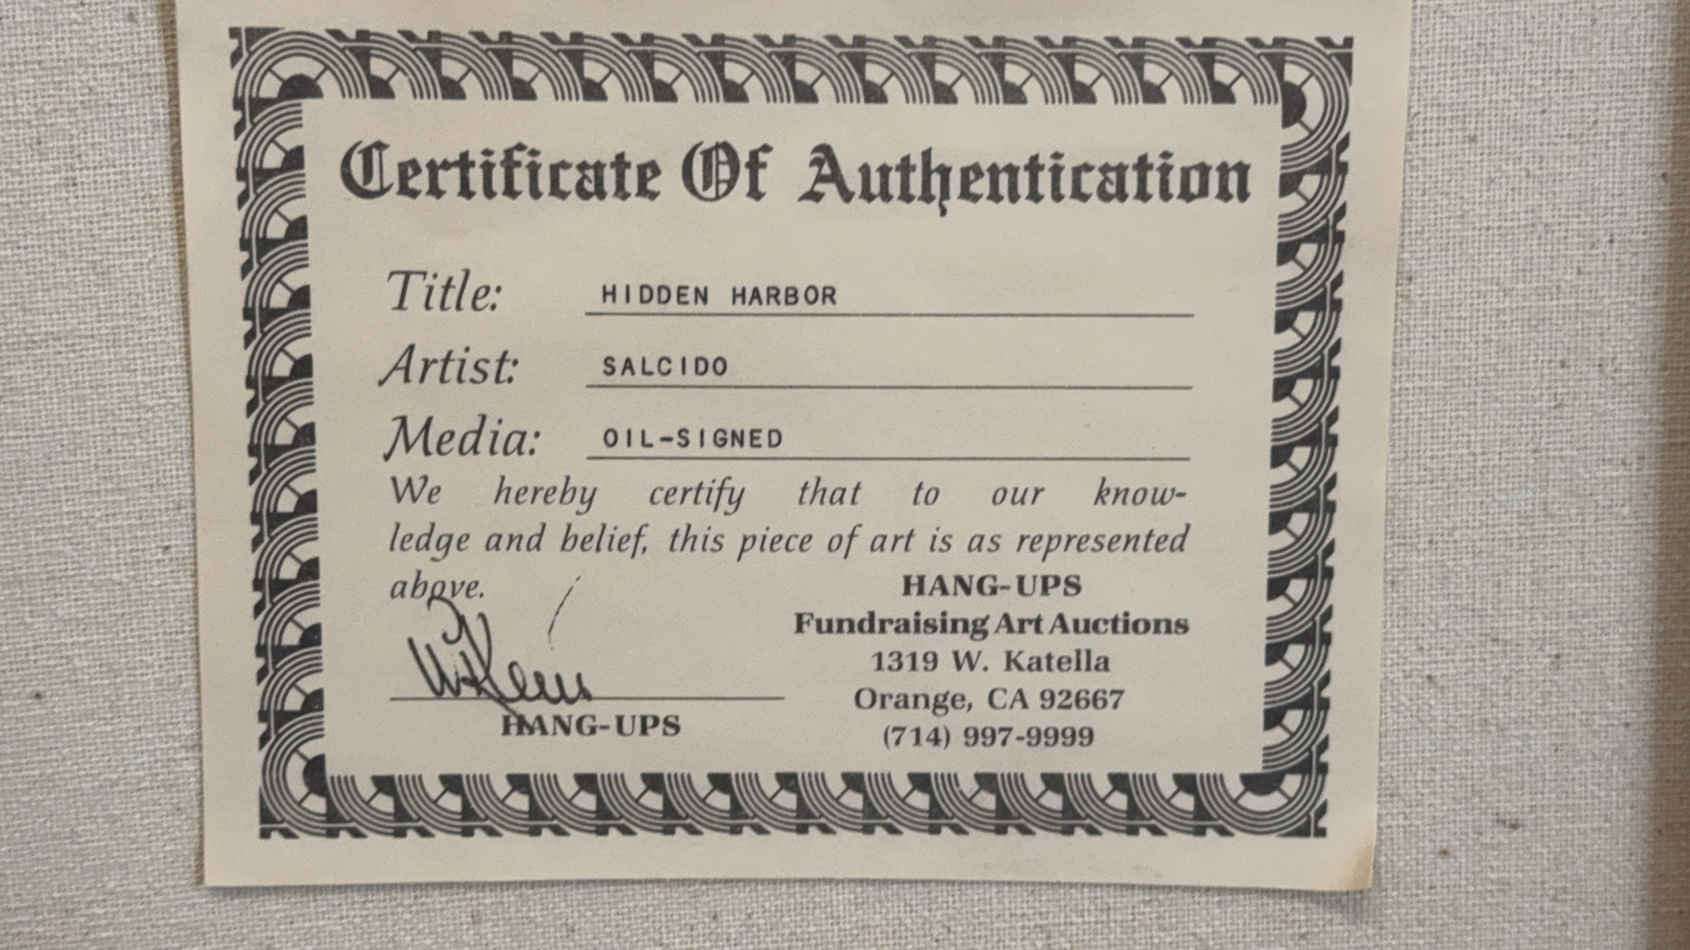 Certificate Of Authentication
Title: HIDDEN HARBOR
Artist: SALCIDO
Media: OIL-SIGNED
We hereby certify that to our know-
ledge and belief, this piece of art is as represented
above.
HANG-UPS
Fundraising Art Auctions
1319 W. Katella
Orange, CA 92667
(714) 997-9999
HANG-UPS